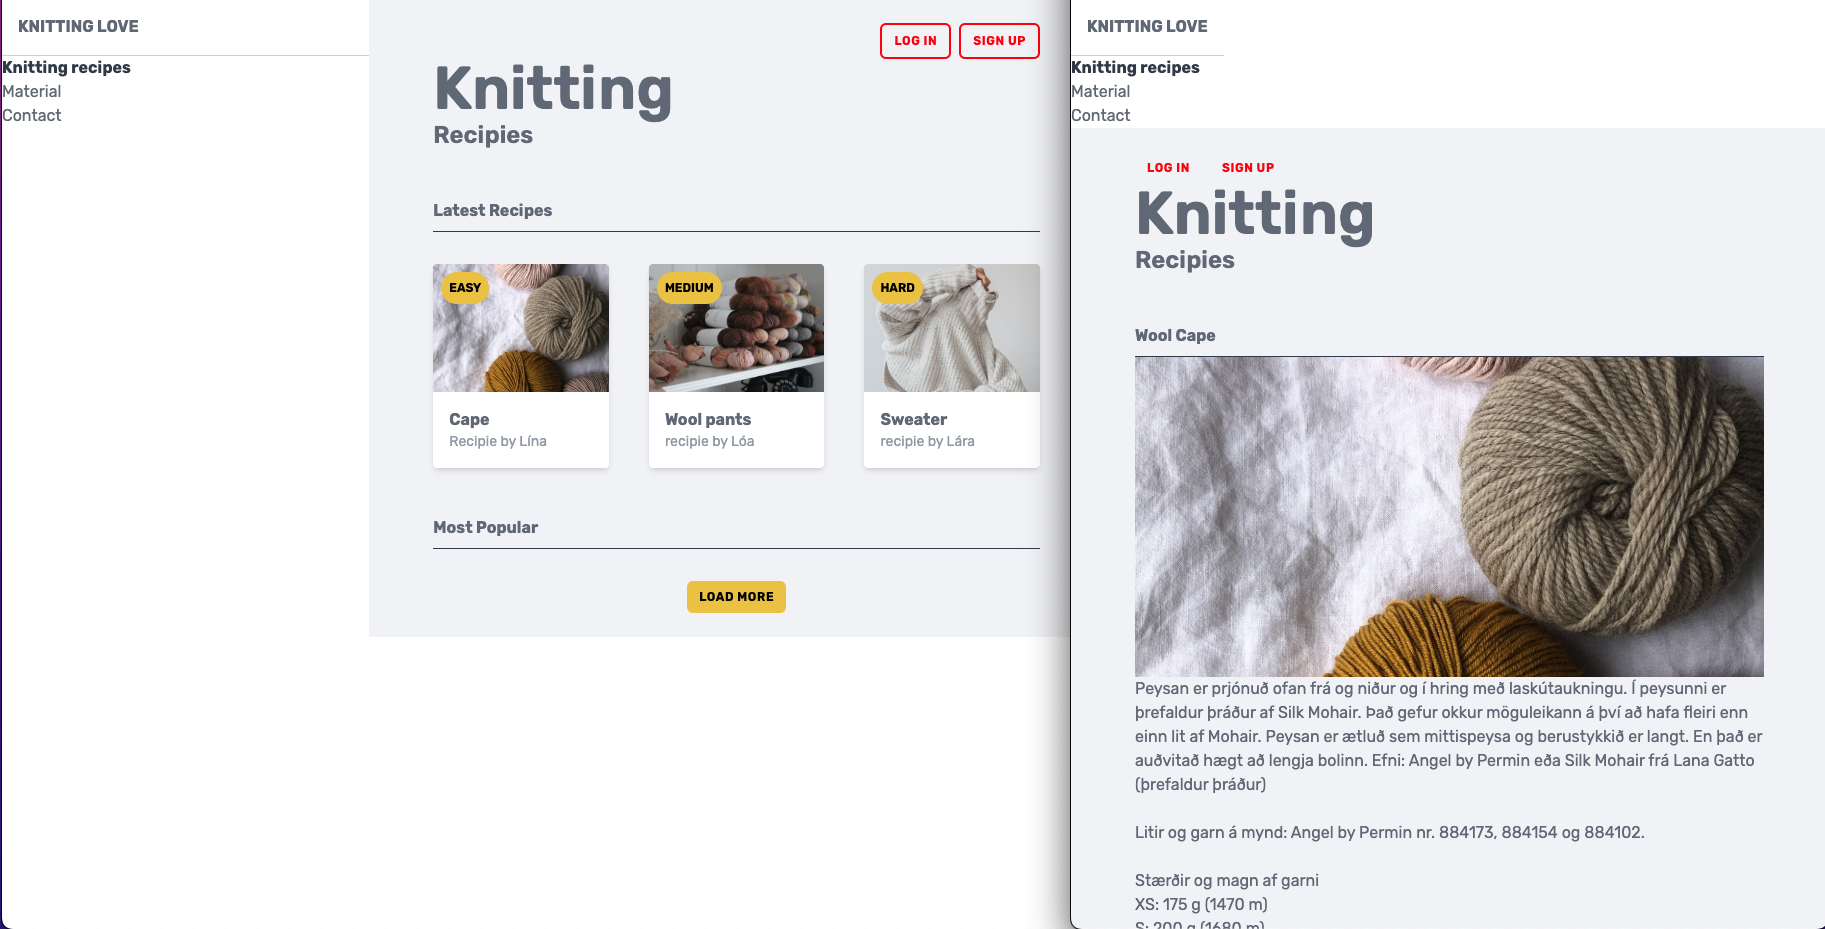 KNITTING LOVE
Knitting recipes
Material
Contact
LOG IN
SIGN UP
Knitting
Recipies
Latest Recipes
EASY
Cape
Recipie by Lína
MEDIUM
Wool pants
recipie by Lóa
HARD
Sweater
recipie by Lára
Most Popular
LOAD MORE
KNITTING LOVE
Knitting recipes
Material
Contact
LOG IN
SIGN UP
Knitting
Recipies
Wool Cape
Peysan er prjónuð ofan frá og niður og í hring með laskútaukningu. Í peysunni er
þrefaldur þráður af Silk Mohair. Það gefur okkur möguleikann á því að hafa fleiri enn
einn lit af Mohair. Peysan er ætluð sem mittispeysa og berustykkið er langt. En það er
auðvitað hægt að lengja bolinn. Efni: Angel by Permin eða Silk Mohair frá Lana Gatto
(þrefaldur þráður)
Litir og garn á mynd: Angel by Permin nr. 884173, 884154 og 884102.
Stærðir og magn af garni
XS: 175 g (1470 m)
S: 200 g (1680 m)